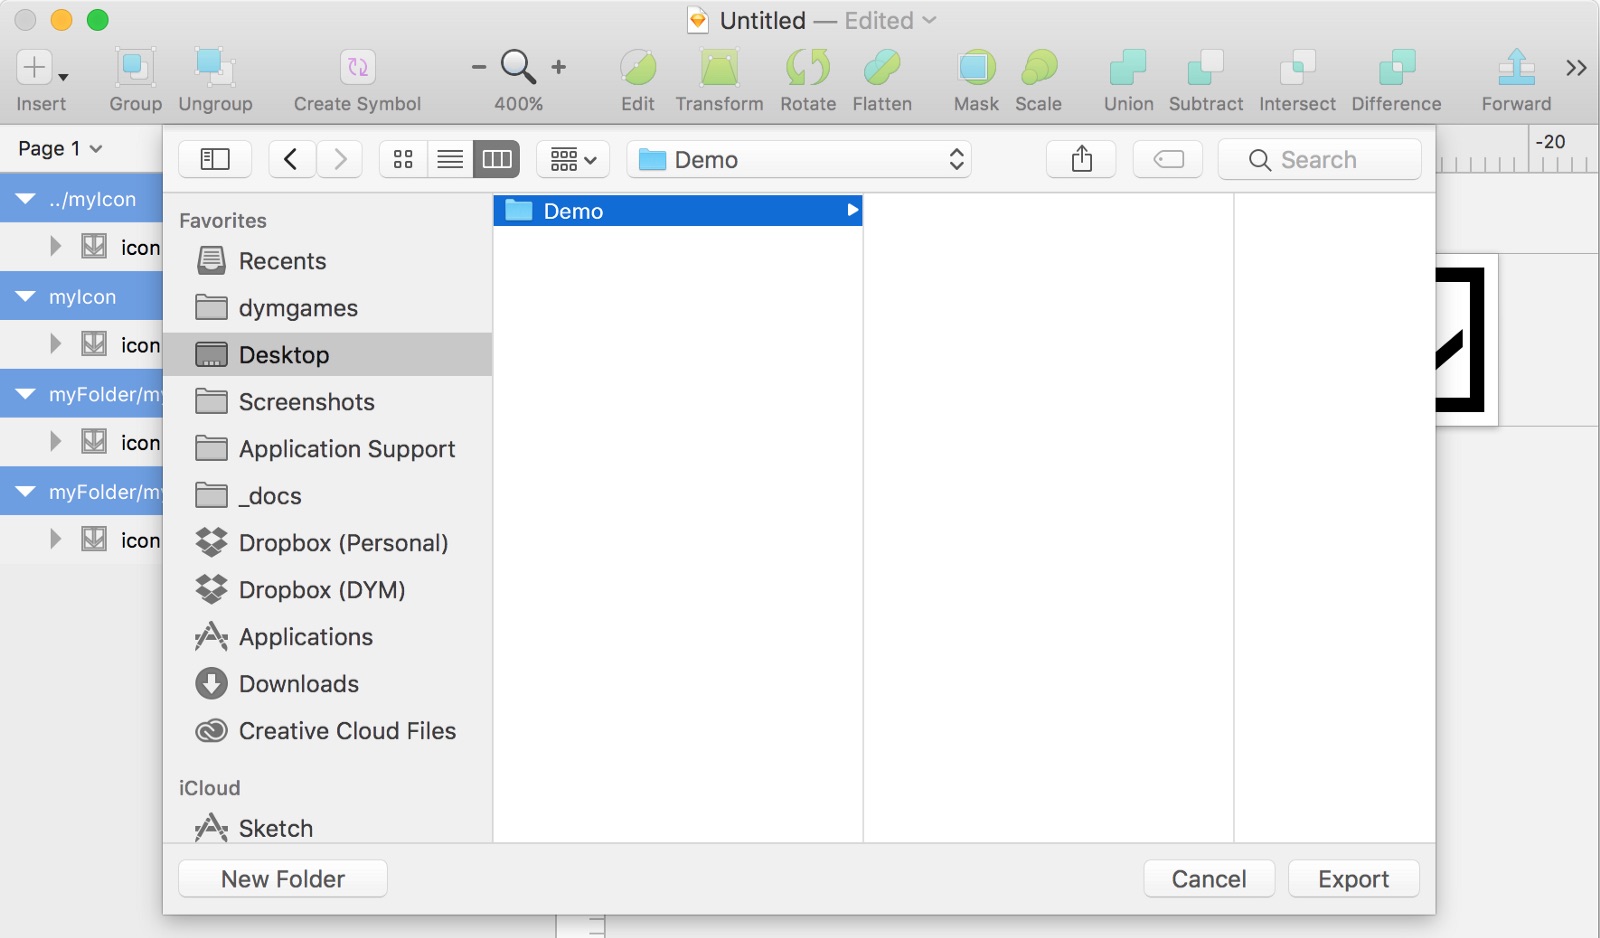 Untitled — Edited
Insert Group Ungroup Create Symbol 400% Edit Transform Rotate Flatten Mask Scale Union Subtract Intersect Difference Forward
Page 1
Demo
Search
-20
../myIcon
icon
myIcon
icon
myFolder/my
icon
myFolder/my
icon
Favorites
Recents
dymgames
Desktop
Screenshots
Application Support
_docs
Dropbox (Personal)
Dropbox (DYM)
Applications
Downloads
Creative Cloud Files
iCloud
Sketch
Demo
New Folder
Cancel
Export